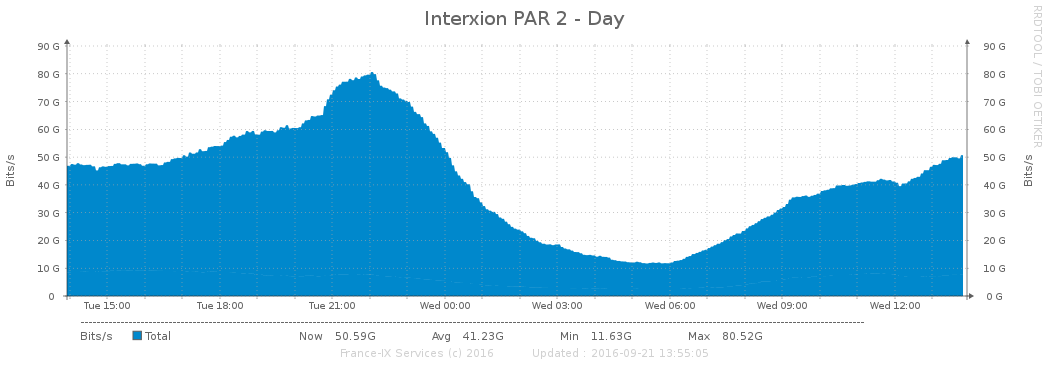 Interxion PAR 2 - Day
RRDTOOL / TOBI OETIKER
90 G 90 G
80 G 80 G
70 G 70 G
60 G 60 G
50 G 50 G
40 G 40 G
30 G 30 G
20 G 20 G
10 G 10 G
0 0 G
Bits/s
Bits/s
Tue 15:00 Tue 18:00 Tue 21:00 Wed 00:00 Wed 03:00 Wed 06:00 Wed 09:00 Wed 12:00
Bits/s Total Now 50.59G Avg 41.23G Min 11.63G Max 80.52G
France-IX Services (c) 2016 Updated : 2016-09-21 13:55:05